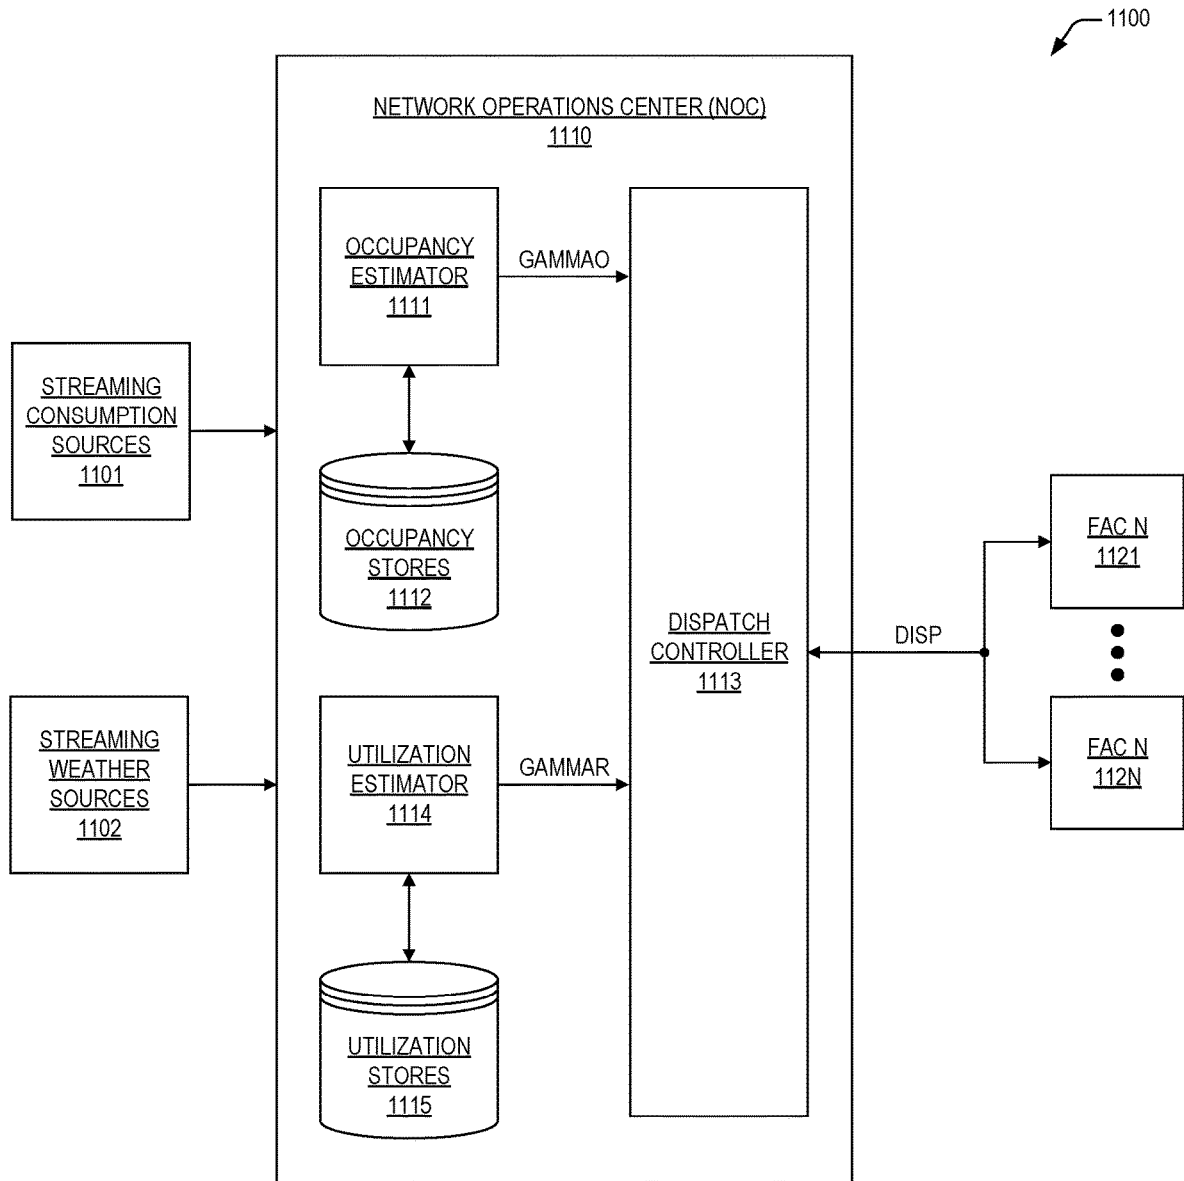 1100
NETWORK OPERATIONS CENTER (NOC)
1110
OCCUPANCY
ESTIMATOR
1111
GAMMAO
STREAMING
CONSUMPTION
SOURCES
1101
OCCUPANCY
STORES
1112
DISPATCH
CONTROLLER
1113
DISP
FAC N
1121
FAC N
112N
STREAMING
WEATHER
SOURCES
1102
UTILIZATION
ESTIMATOR
1114
GAMMAR
UTILIZATION
STORES
1115